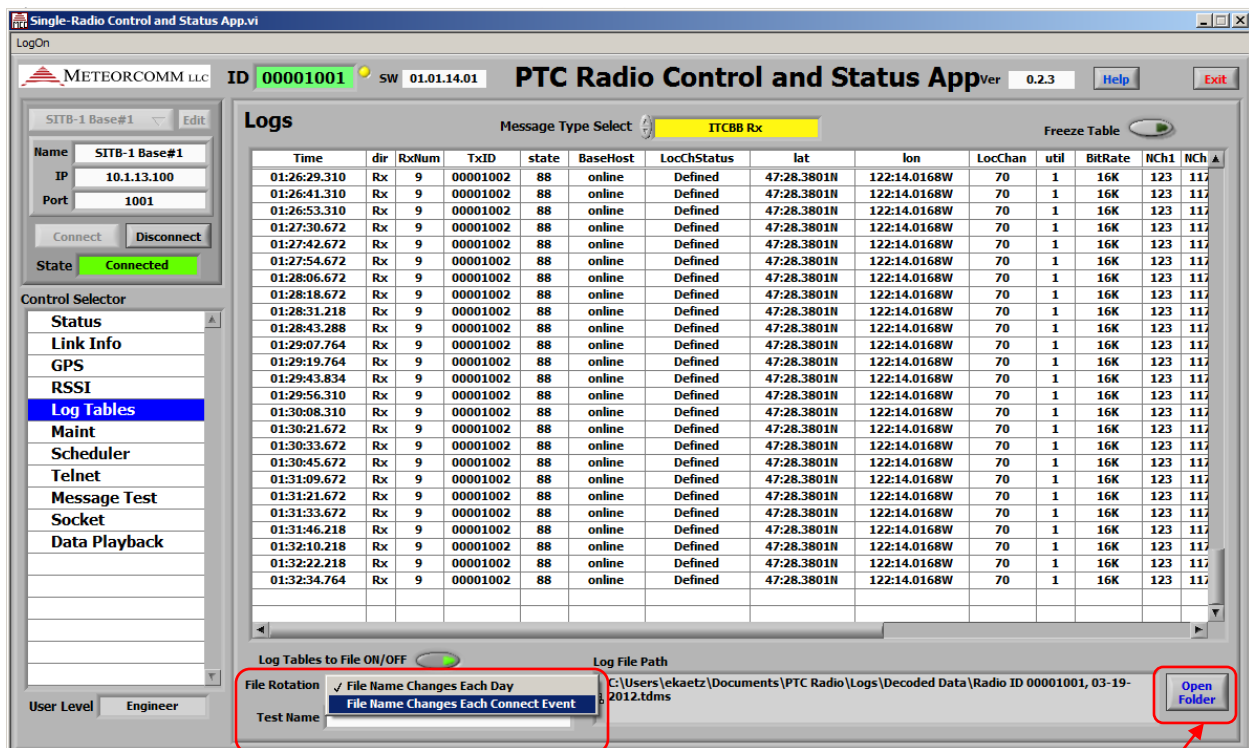 Single-Radio Control and Status App.vi
LogOn
METEORCOMM LLC ID 00001001 SW 01.01.14.01 PTC Radio Control and Status App Ver 0.2.3 Help Exit
SITB-1 Base#1 Edit
Name SITB-1 Base#1
IP 10.1.13.100
Port 1001
Connect Disconnect
State Connected
Control Selector
Status
Link Info
GPS
RSSI
Log Tables
Maint
Scheduler
Telnet
Message Test
Socket
Data Playback
User Level Engineer
Logs Message Type Select ITCBB Rx Freeze Table
Time dir RxNum TxID state BaseHost LocChStatus lat lon LocChan util BitRate NCh1 NCh
01:26:29.310 Rx 9 00001002 88 online Defined 47:28.3801N 122:14.0168W 70 1 16K 123 117
01:26:41.310 Rx 9 00001002 88 online Defined 47:28.3801N 122:14.0168W 70 1 16K 123 117
01:26:53.310 Rx 9 00001002 88 online Defined 47:28.3801N 122:14.0168W 70 1 16K 123 117
01:27:30.672 Rx 9 00001002 88 online Defined 47:28.3801N 122:14.0168W 70 1 16K 123 117
01:27:42.672 Rx 9 00001002 88 online Defined 47:28.3801N 122:14.0168W 70 1 16K 123 117
01:27:54.672 Rx 9 00001002 88 online Defined 47:28.3801N 122:14.0168W 70 1 16K 123 117
01:28:06.672 Rx 9 00001002 88 online Defined 47:28.3801N 122:14.0168W 70 1 16K 123 117
01:28:18.672 Rx 9 00001002 88 online Defined 47:28.3801N 122:14.0168W 70 1 16K 123 117
01:28:31.218 Rx 9 00001002 88 online Defined 47:28.3801N 122:14.0168W 70 1 16K 123 117
01:28:43.288 Rx 9 00001002 88 online Defined 47:28.3801N 122:14.0168W 70 1 16K 123 117
01:29:07.764 Rx 9 00001002 88 online Defined 47:28.3801N 122:14.0168W 70 1 16K 123 117
01:29:19.764 Rx 9 00001002 88 online Defined 47:28.3801N 122:14.0168W 70 1 16K 123 117
01:29:43.834 Rx 9 00001002 88 online Defined 47:28.3801N 122:14.0168W 70 1 16K 123 117
01:29:56.310 Rx 9 00001002 88 online Defined 47:28.3801N 122:14.0168W 70 1 16K 123 117
01:30:08.310 Rx 9 00001002 88 online Defined 47:28.3801N 122:14.0168W 70 1 16K 123 117
01:30:21.672 Rx 9 00001002 88 online Defined 47:28.3801N 122:14.0168W 70 1 16K 123 117
01:30:33.672 Rx 9 00001002 88 online Defined 47:28.3801N 122:14.0168W 70 1 16K 123 117
01:30:45.672 Rx 9 00001002 88 online Defined 47:28.3801N 122:14.0168W 70 1 16K 123 117
01:31:09.672 Rx 9 00001002 88 online Defined 47:28.3801N 122:14.0168W 70 1 16K 123 117
01:31:21.672 Rx 9 00001002 88 online Defined 47:28.3801N 122:14.0168W 70 1 16K 123 117
01:31:33.672 Rx 9 00001002 88 online Defined 47:28.3801N 122:14.0168W 70 1 16K 123 117
01:31:46.218 Rx 9 00001002 88 online Defined 47:28.3801N 122:14.0168W 70 1 16K 123 117
01:32:10.218 Rx 9 00001002 88 online Defined 47:28.3801N 122:14.0168W 70 1 16K 123 117
01:32:22.218 Rx 9 00001002 88 online Defined 47:28.3801N 122:14.0168W 70 1 16K 123 117
01:32:34.764 Rx 9 00001002 88 online Defined 47:28.3801N 122:14.0168W 70 1 16K 123 117
Log Tables to File ON/OFF
File Rotation ✓ File Name Changes Each Day
File Name Changes Each Connect Event
Test Name
Log File Path
C:\Users\ekaetz\Documents\PTC Radio\Logs\Decoded Data\Radio ID 00001001, 03-19-
2012.tdms
Open
Folder